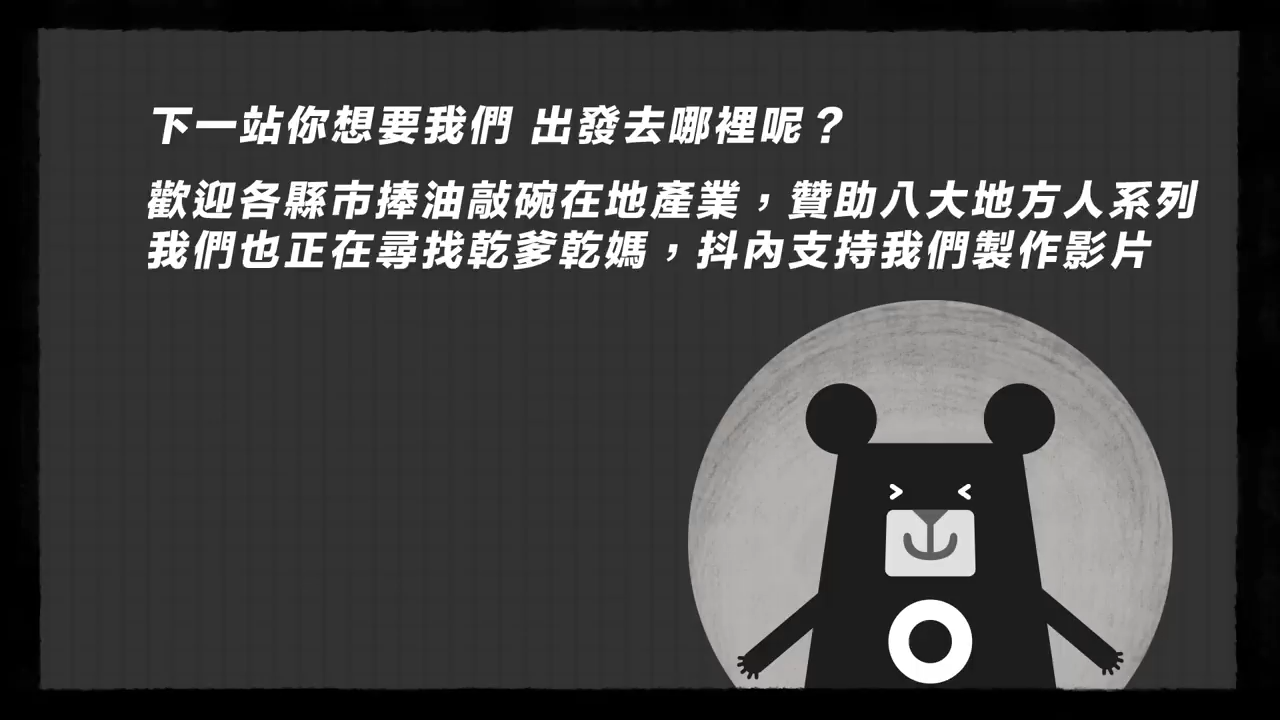 下一站你想要我們 出發去哪裡呢？
歡迎各縣市捧油敲碗在地產業，贊助八大地方人系列
我們也正在尋找乾爹乾媽，抖內支持我們製作影片